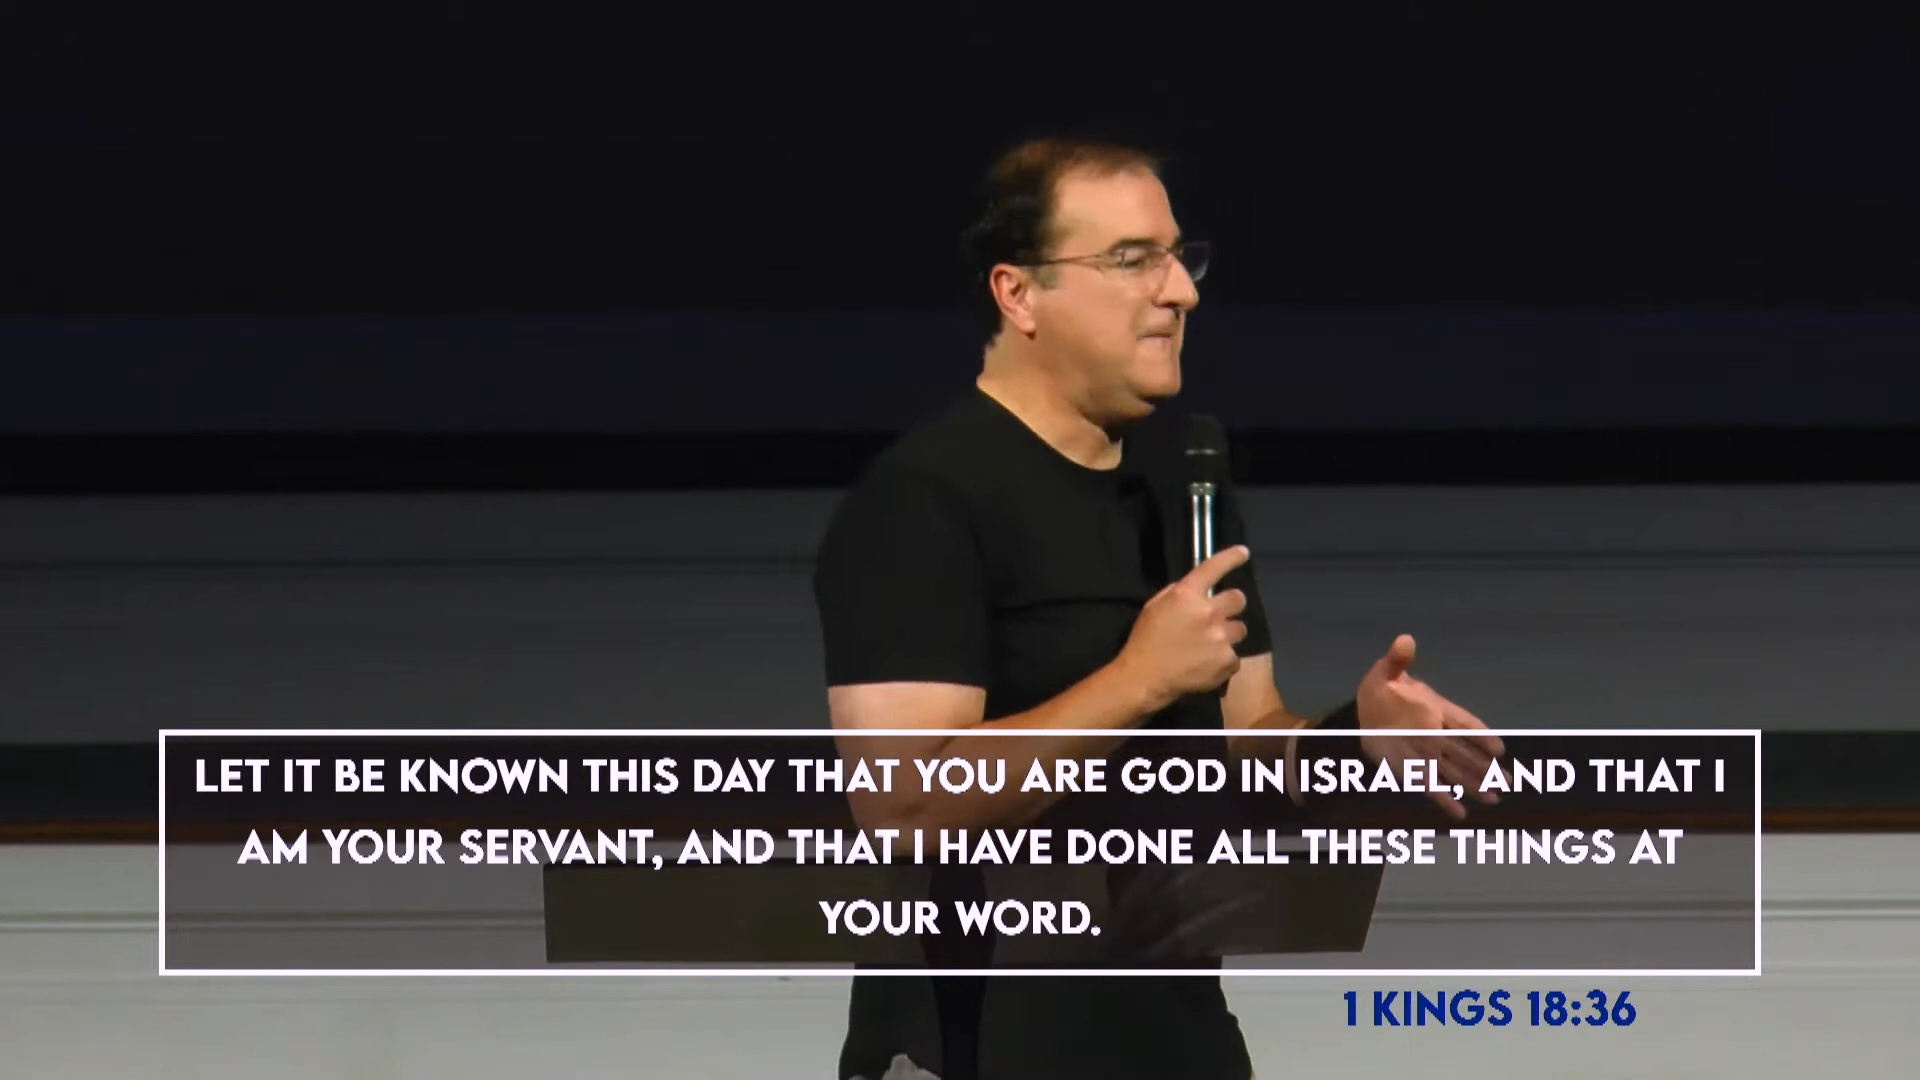 LET IT BE KNOWN THIS DAY THAT YOU ARE GOD IN ISRAEL, AND THAT I
AM YOUR SERVANT, AND THAT I HAVE DONE ALL THESE THINGS AT
YOUR WORD.
1 KINGS 18:36